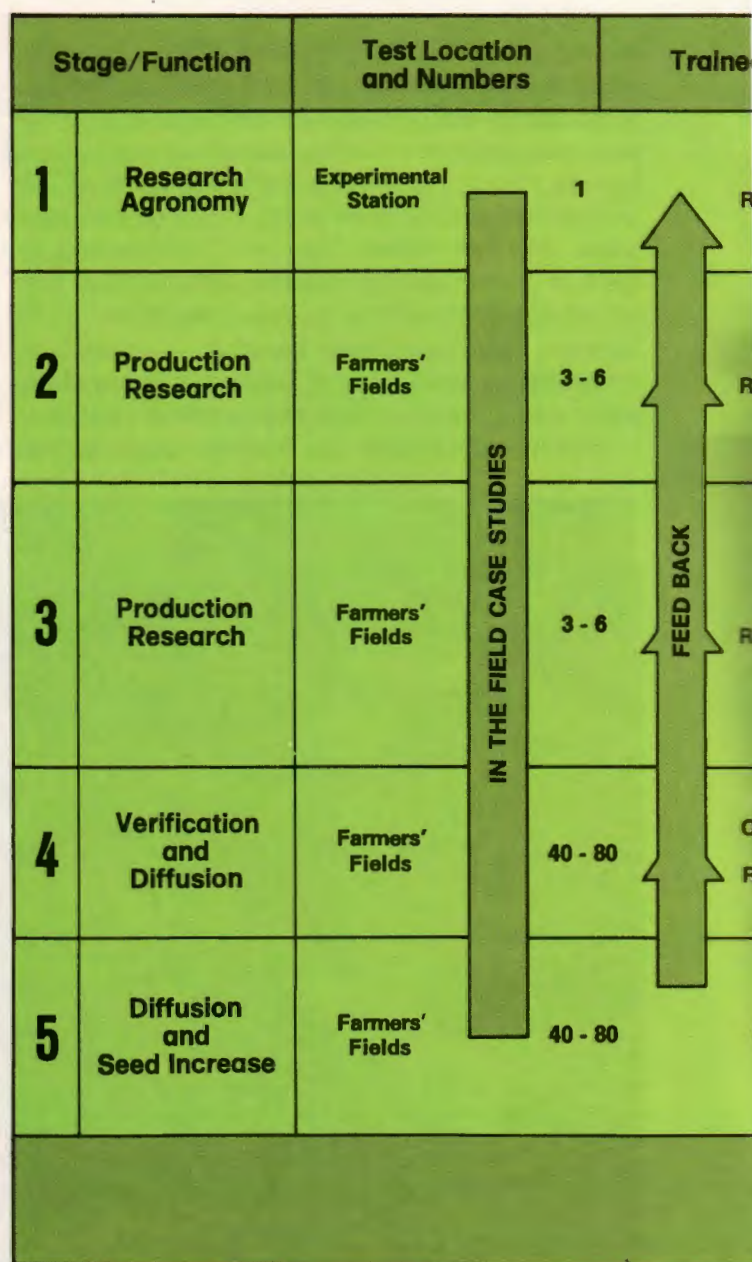 Stage/Function
Test Location
and Numbers
1
Research
Agronomy
Experimental
Station
1
2
Production
Research
Farmers'
Fields
3 - 6
3
Production
Research
Farmers'
Fields
3 - 6
4
Verification
and
Diffusion
Farmers'
Fields
40 - 80
5
Diffusion
and
Seed Increase
Farmers'
Fields
40 - 80
IN THE FIELD CASE STUDIES
FEED BACK